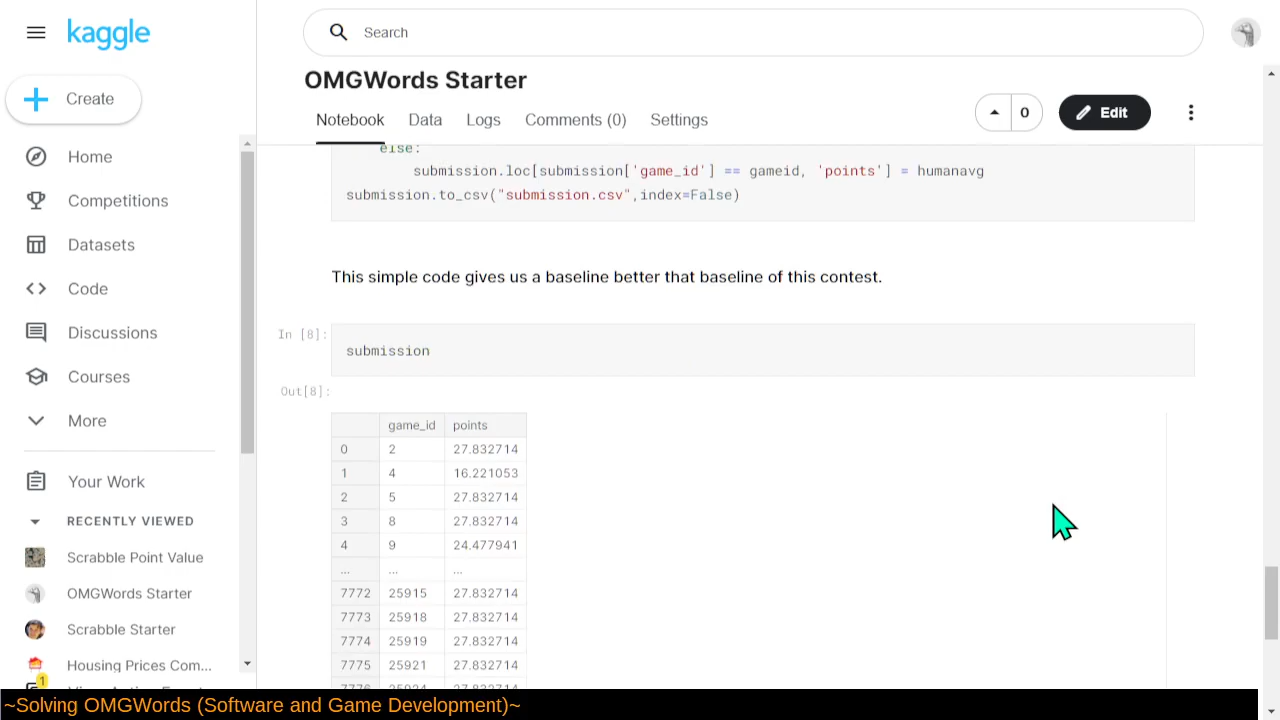 kaggle
Search
OMGWords Starter
Create
Notebook
Data
Logs
Comments (0)
Settings
0
Edit
Home
Competitions
Datasets
Code
Discussions
Courses
More
Your Work
RECENTLY VIEWED
Scrabble Point Value
OMGWords Starter
Scrabble Starter
Housing Prices Com...
1
else:
submission.loc[submission['game_id'] == gameid, 'points'] = humanavg
submission.to_csv("submission.csv",index=False)
This simple code gives us a baseline better that baseline of this contest.
In [8]:
submission
Out[8]:
game_id points
0 2 27.832714
1 4 16.221053
2 5 27.832714
3 8 27.832714
4 9 24.477941
... ... ...
7772 25915 27.832714
7773 25918 27.832714
7774 25919 27.832714
7775 25921 27.832714
~Solving OMGWords (Software and Game Development)~